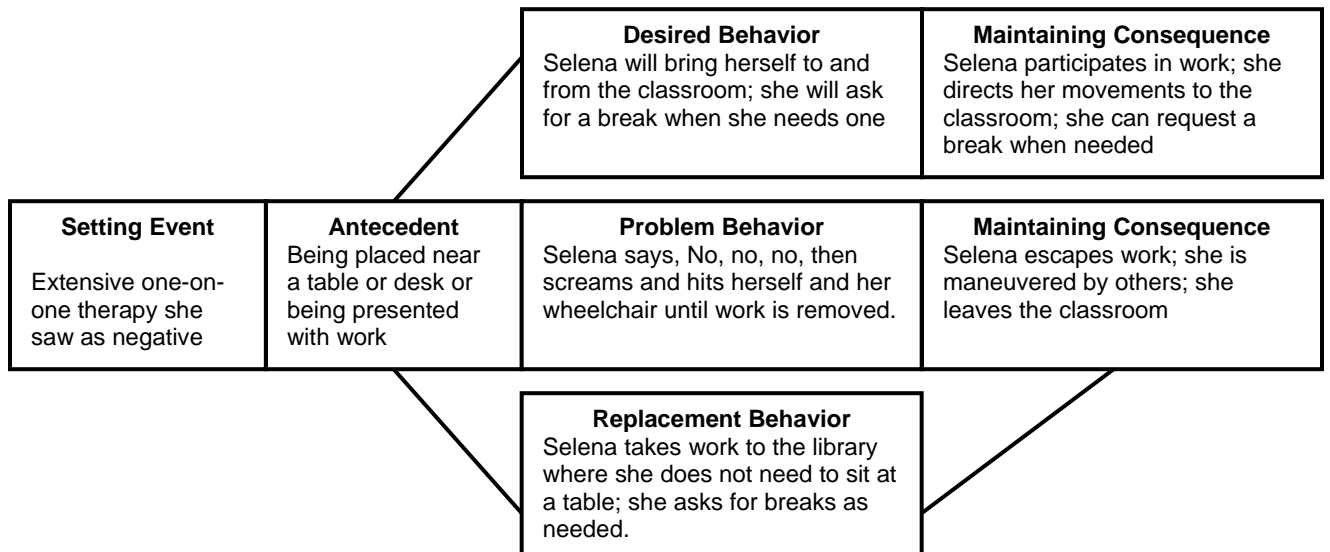 Desired Behavior
Selena will bring herself to and
from the classroom; she will ask
for a break when she needs one
Maintaining Consequence
Selena participates in work; she
directs her movements to the
classroom; she can request a
break when needed
Setting Event
Extensive one-on-
one therapy she
saw as negative
Antecedent
Being placed near
a table or desk or
being presented
with work
Problem Behavior
Selena says, No, no, no, then
screams and hits herself and her
wheelchair until work is removed.
Maintaining Consequence
Selena escapes work; she is
maneuvered by others; she
leaves the classroom
Replacement Behavior
Selena takes work to the library
where she does not need to sit at
a table; she asks for breaks as
needed.